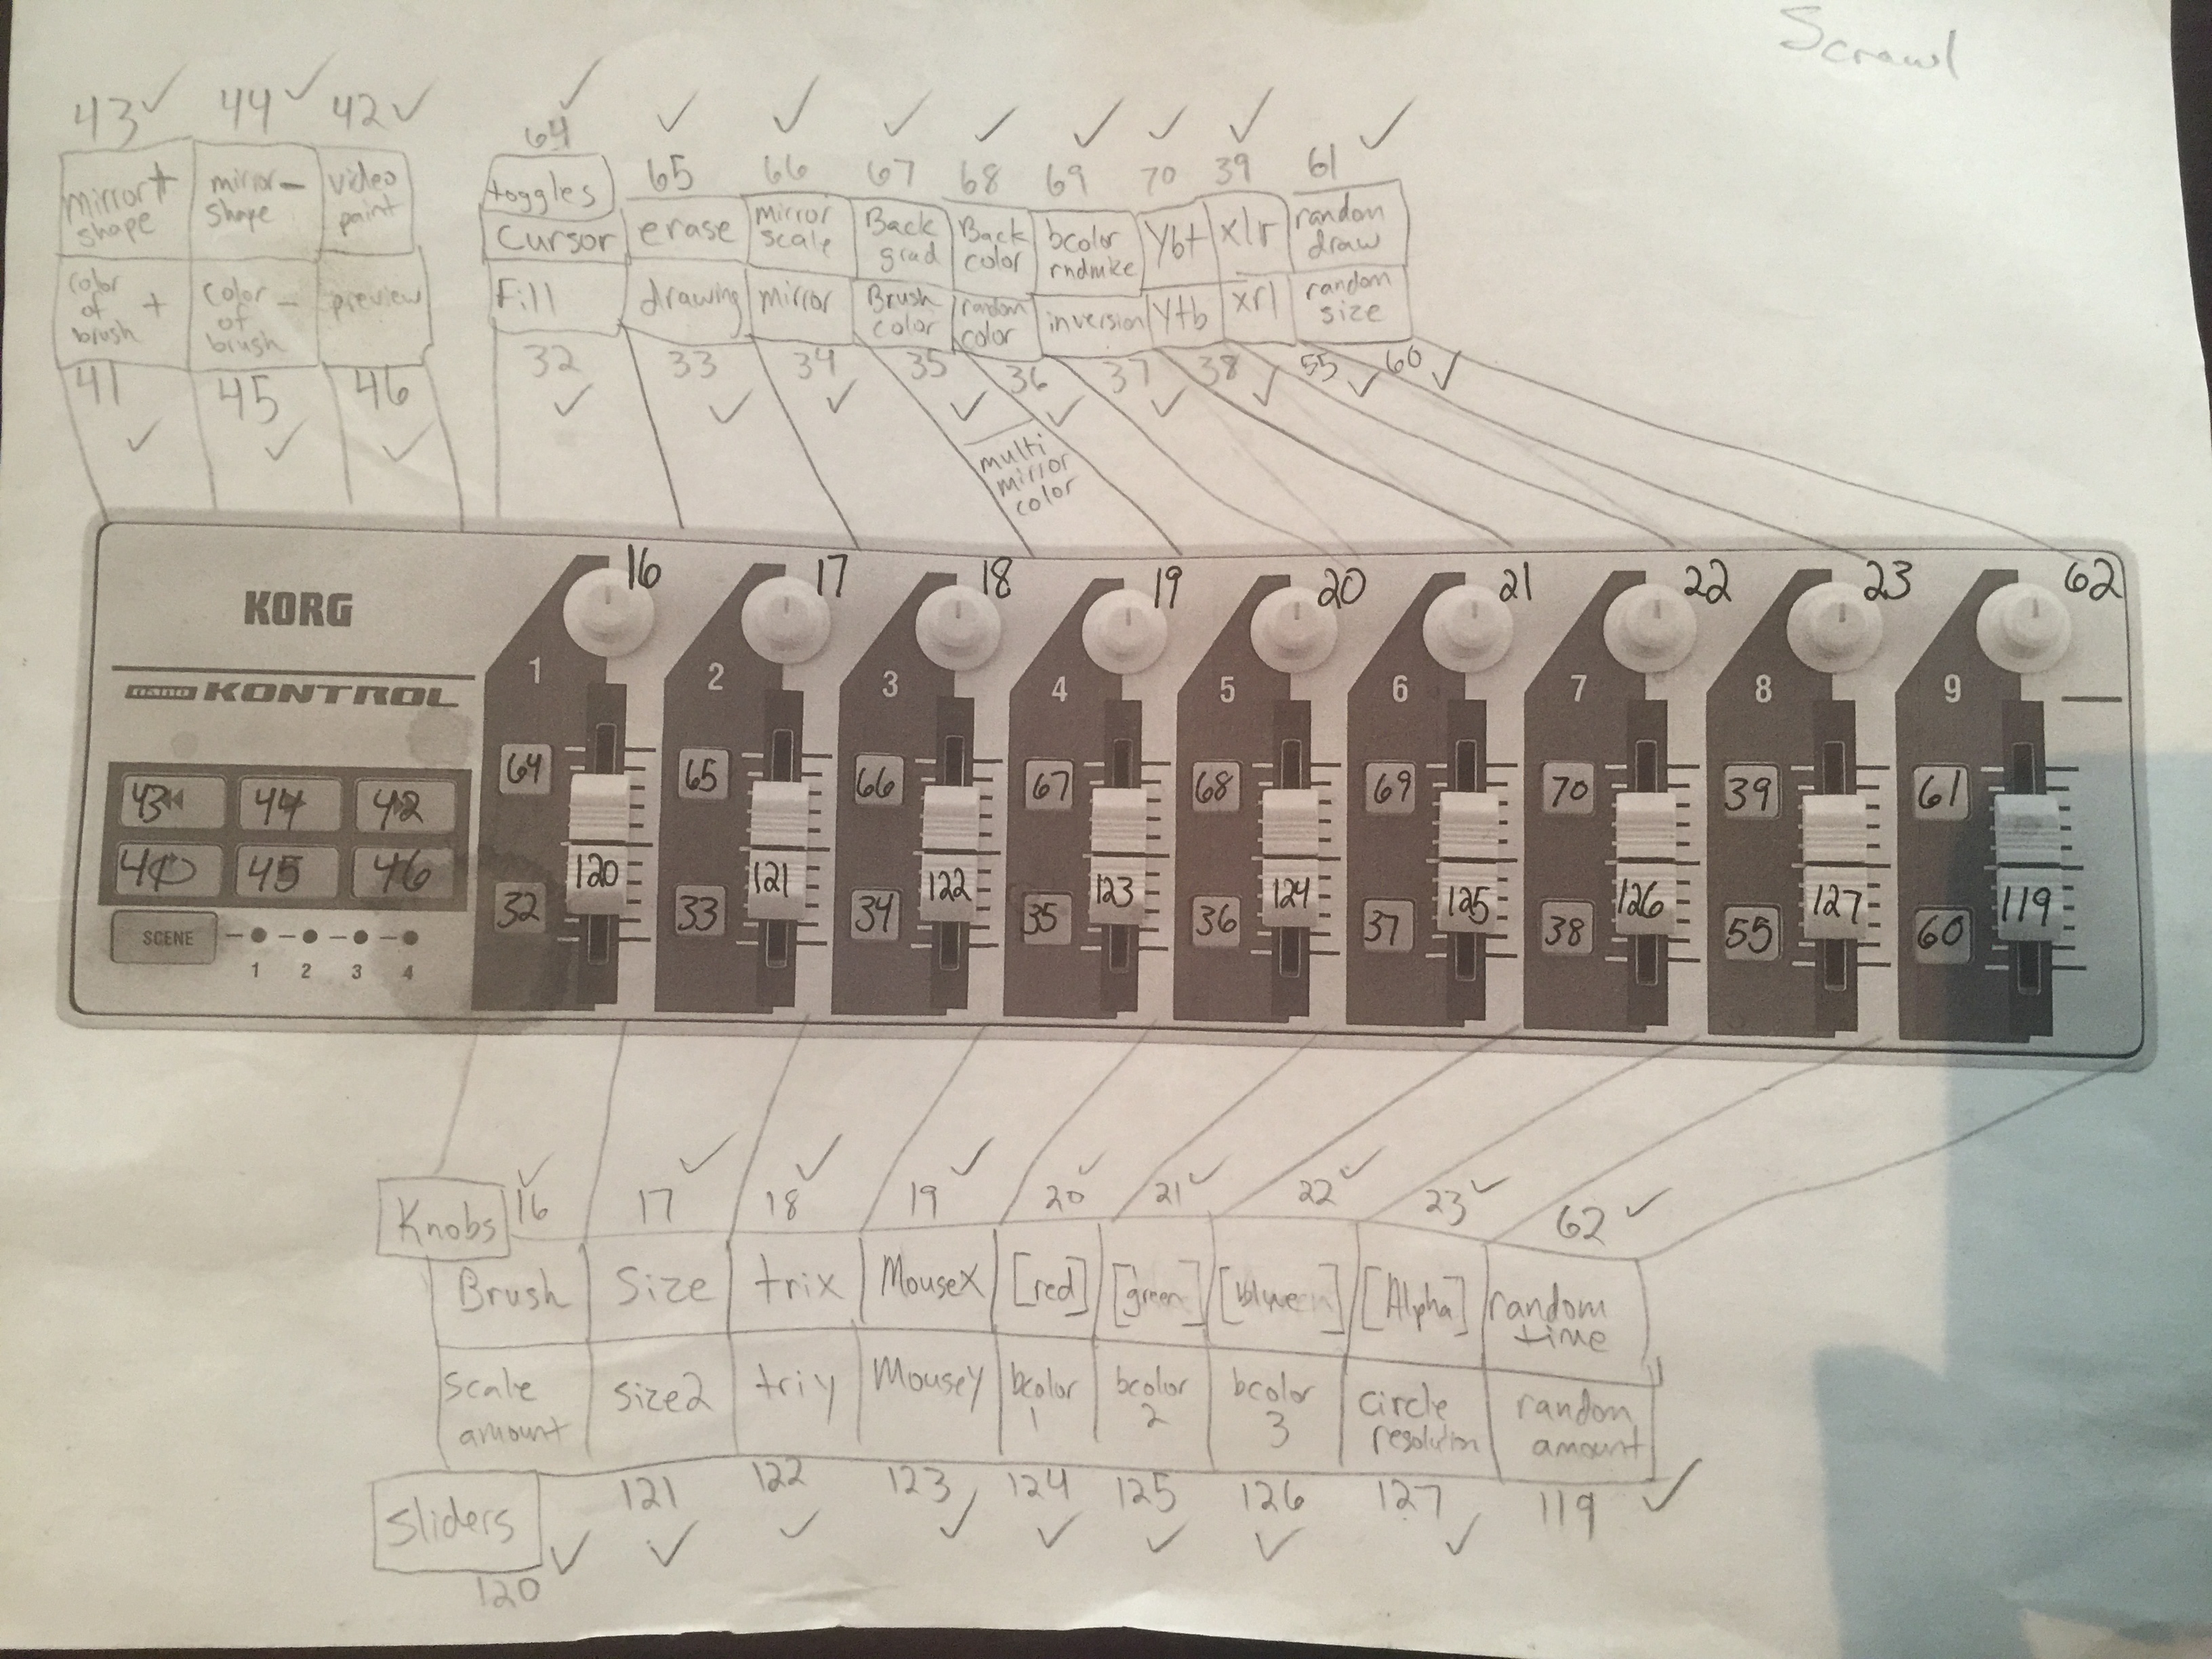 Scrawl
43 ✓ 44 ✓ 42 ✓
✓ ✓ ✓ ✓ ✓ ✓ ✓ ✓ ✓
64 65 66 67 68 69 70 39 61
Mirror + shape
mirror - shape
video paint
color of brush +
color of brush -
preview
41 45 46
✓ ✓ ✓
toggles
cursor
erase
mirror scale
Back grad
Back color
bcolor rndmize
ybt
xlr
random draw
Fill
drawing
mirror
Brush color
random color
inversion
ytb
xrl
random size
32 33 34 35 36 37 38 55 60
✓ ✓ ✓ ✓ ✓ ✓ ✓ ✓ ✓
multi
mirror
color
16 17 18 19 20 21 22 23 62
KORG
nano KONTROL
1 2 3 4 5 6 7 8 9
64 65 66 67 68 69 70 39 61
43 44 42
41 45 46
120 121 122 123 124 125 126 127 119
32 33 34 35 36 37 38 55 60
SCENE
1 2 3 4
Knobs
16 ✓ 17 ✓ 18 ✓ 19 ✓ 20 ✓ 21 ✓ 22 ✓ 23 ✓ 62 ✓
Brush
Size
trix
MouseX
[red]
[green]
[blue]
[Alpha]
random time
scale amount
size2
triy
MouseY
bcolor 1
bcolor 2
bcolor 3
circle resolution
random amount
Sliders
120 121 122 123 124 125 126 127 119
✓ ✓ ✓ ✓ ✓ ✓ ✓ ✓ ✓